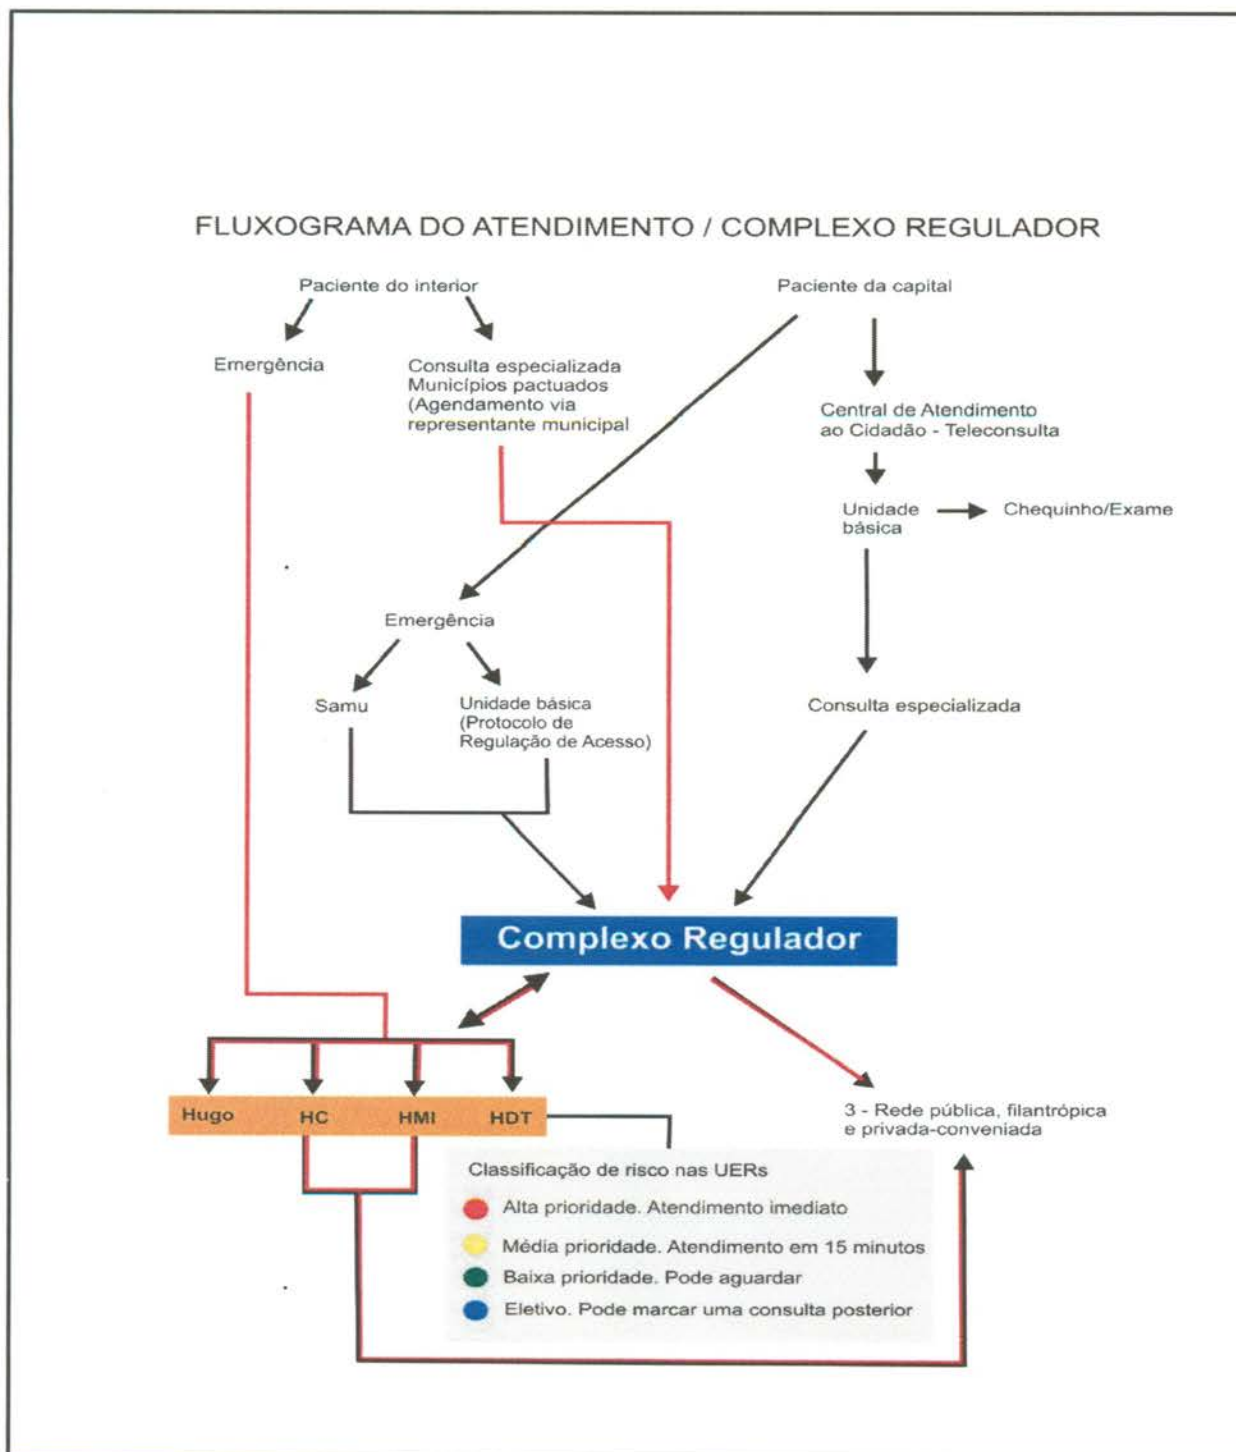 FLUXOGRAMA DO ATENDIMENTO / COMPLEXO REGULADOR
Paciente do interior
Paciente da capital
Emergência
Consulta especializada
Municípios pactuados
(Agendamento via
representante municipal
Central de Atendimento
ao Cidadão - Teleconsulta
Unidade
básica
Chequinho/Exame
Emergência
Samu
Unidade básica
(Protocolo de
Regulação de Acesso)
Consulta especializada
Complexo Regulador
Hugo HC HMI HDT
3 - Rede pública, filantrópica
e privada-conveniada
Classificação de risco nas UERs
Alta prioridade. Atendimento imediato
Média prioridade. Atendimento em 15 minutos
Baixa prioridade. Pode aguardar
Eletivo. Pode marcar uma consulta posterior